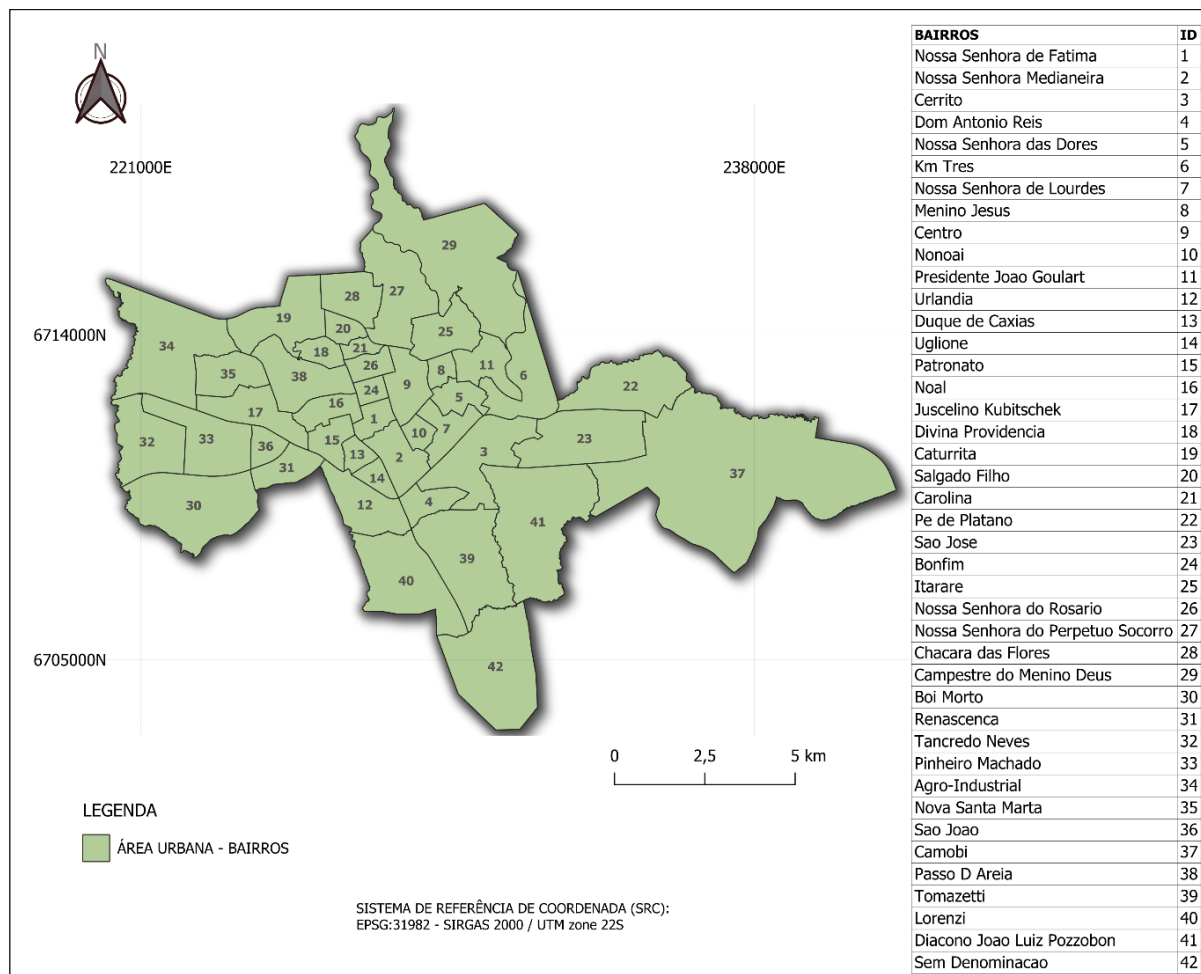 N
221000E 238000E
6714000N
6705000N
29
28
27
19
20
25
34
21
18
26
35
38
8
11
6
22
24
9
5
16
17
1
7
10
23
32
33
36
15
13
2
3
37
31
14
30
12
4
41
39
40
42
0 2,5 5 km
LEGENDA
ÁREA URBANA - BAIRROS
SISTEMA DE REFERÊNCIA DE COORDENADA (SRC):
EPSG:31982 - SIRGAS 2000 / UTM zone 22S
BAIRROS ID
Nossa Senhora de Fatima 1
Nossa Senhora Medianeira 2
Cerrito 3
Dom Antonio Reis 4
Nossa Senhora das Dores 5
Km Tres 6
Nossa Senhora de Lourdes 7
Menino Jesus 8
Centro 9
Nonoai 10
Presidente Joao Goulart 11
Urlandia 12
Duque de Caxias 13
Uglione 14
Patronato 15
Noal 16
Juscelino Kubitschek 17
Divina Providencia 18
Caturrita 19
Salgado Filho 20
Carolina 21
Pe de Platano 22
Sao Jose 23
Bonfim 24
Itarare 25
Nossa Senhora do Rosario 26
Nossa Senhora do Perpetuo Socorro 27
Chacara das Flores 28
Campestre do Menino Deus 29
Boi Morto 30
Renascenca 31
Tancredo Neves 32
Pinheiro Machado 33
Agro-Industrial 34
Nova Santa Marta 35
Sao Joao 36
Camobi 37
Passo D Areia 38
Tomazetti 39
Lorenzi 40
Diacono Joao Luiz Pozzobon 41
Sem Denominacao 42